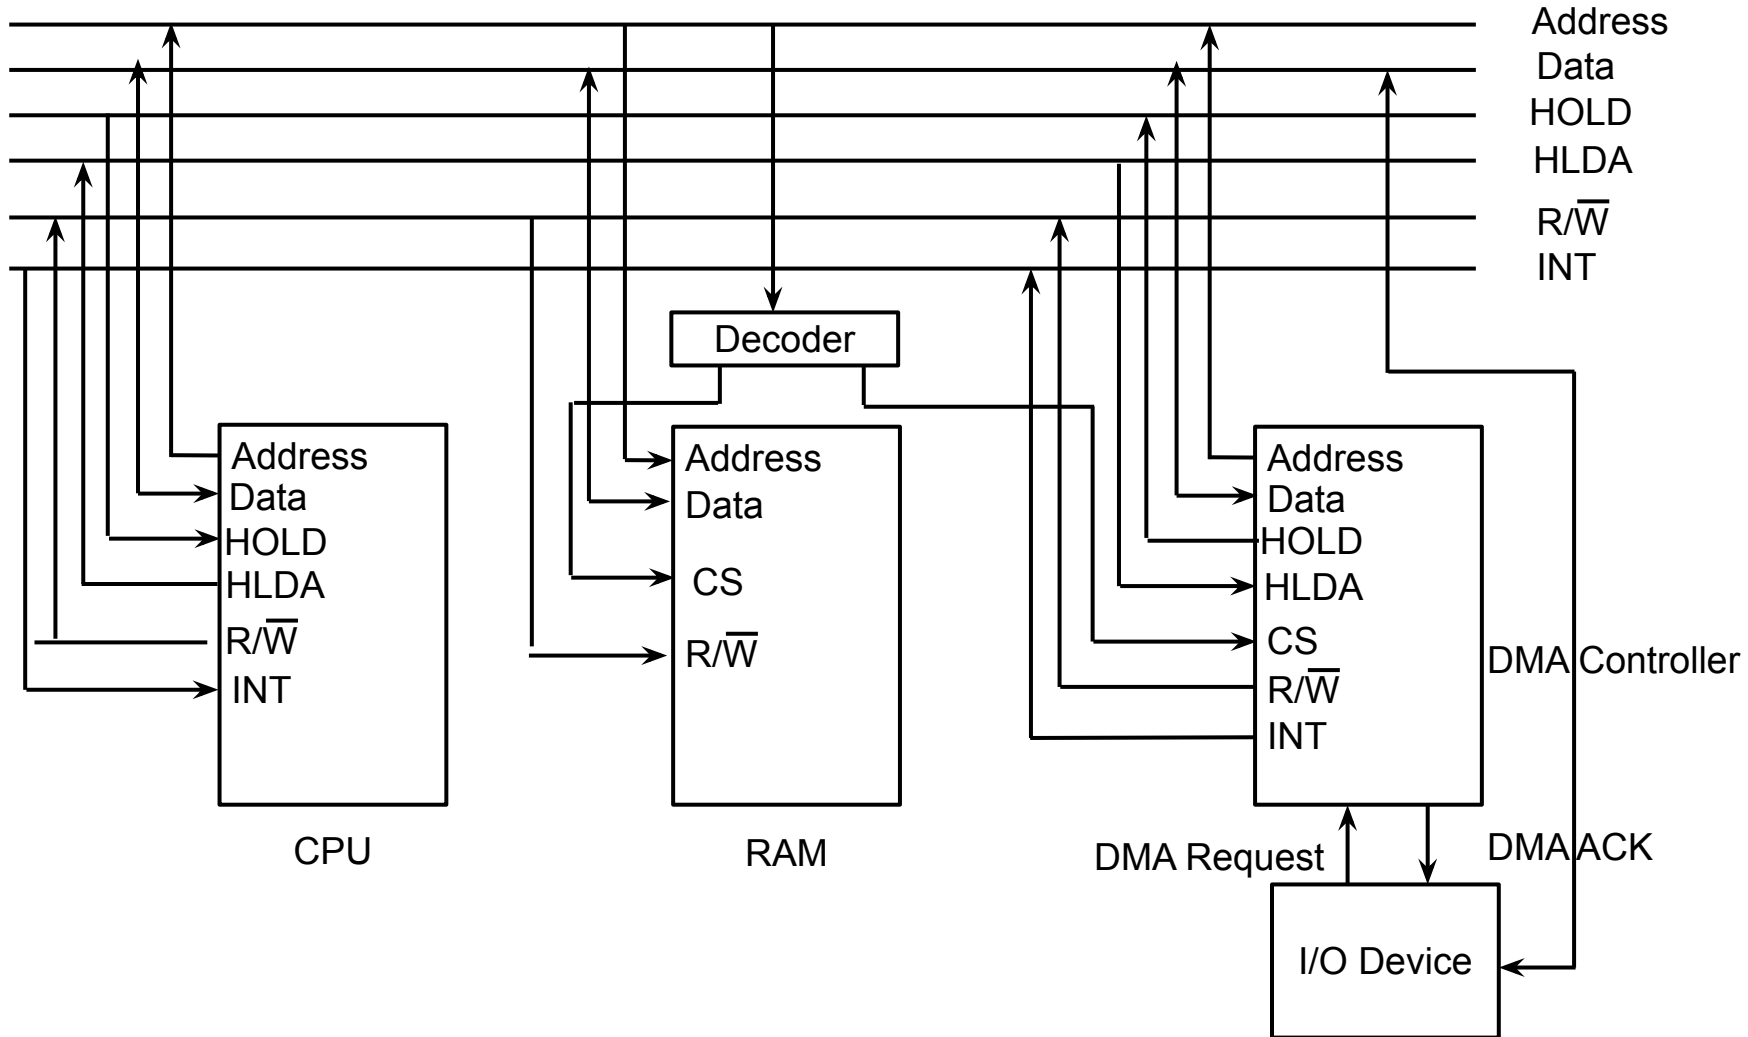 Address
Data
HOLD
HLDA
R/W̅
INT
Decoder
Address
Data
HOLD
HLDA
R/W̅
INT
CPU
Address
Data
CS
R/W̅
RAM
Address
Data
HOLD
HLDA
CS
R/W̅
INT
DMA Controller
DMA Request
DMA ACK
I/O Device